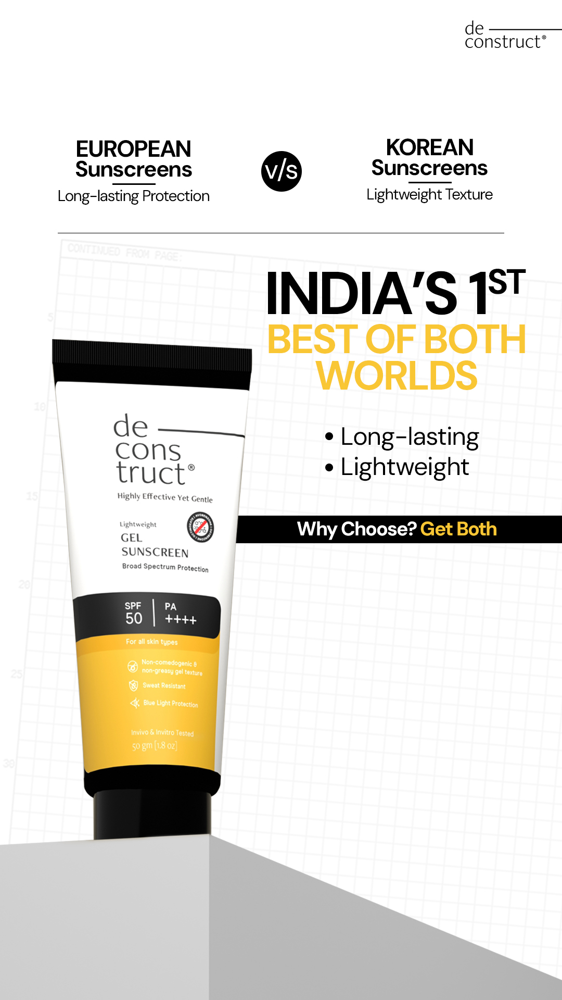 de
construct®
EUROPEAN
Sunscreens
Long-lasting Protection
v/s
KOREAN
Sunscreens
Lightweight Texture
CONTINUED FROM PAGE:
INDIA'S 1ST
BEST OF BOTH
WORLDS
• Long-lasting
• Lightweight
Why Choose? Get Both
de
cons
truct®
Highly Effective Yet Gentle
Lightweight
GEL
SUNSCREEN
Broad Spectrum Protection
SPF
50
PA
++++
For all skin types
Non-comedogenic &
non-greasy gel texture
Sweat Resistant
Blue Light Protection
Invivo & Invitro Tested
50 gm [1.8 oz]
5
10
15
20
25
30